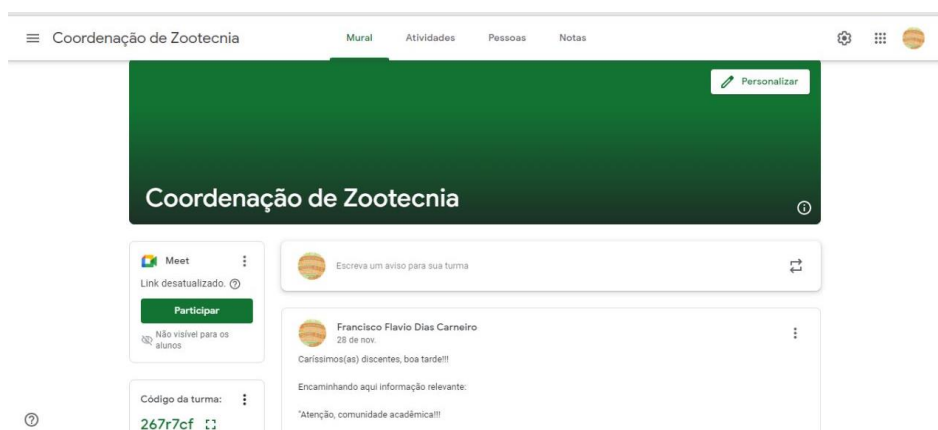 Coordenação de Zootecnia
Mural Atividades Pessoas Notas
Personalizar
Coordenação de Zootecnia
Meet
Link desatualizado.
Participar
Não visível para os
alunos
Código da turma:
267r7cf
Escreva um aviso para sua turma
Francisco Flavio Dias Carneiro
28 de nov.
Caríssimos(as) discentes, boa tarde!!!
Encaminhando aqui informação relevante:
"Atenção, comunidade acadêmica!!!